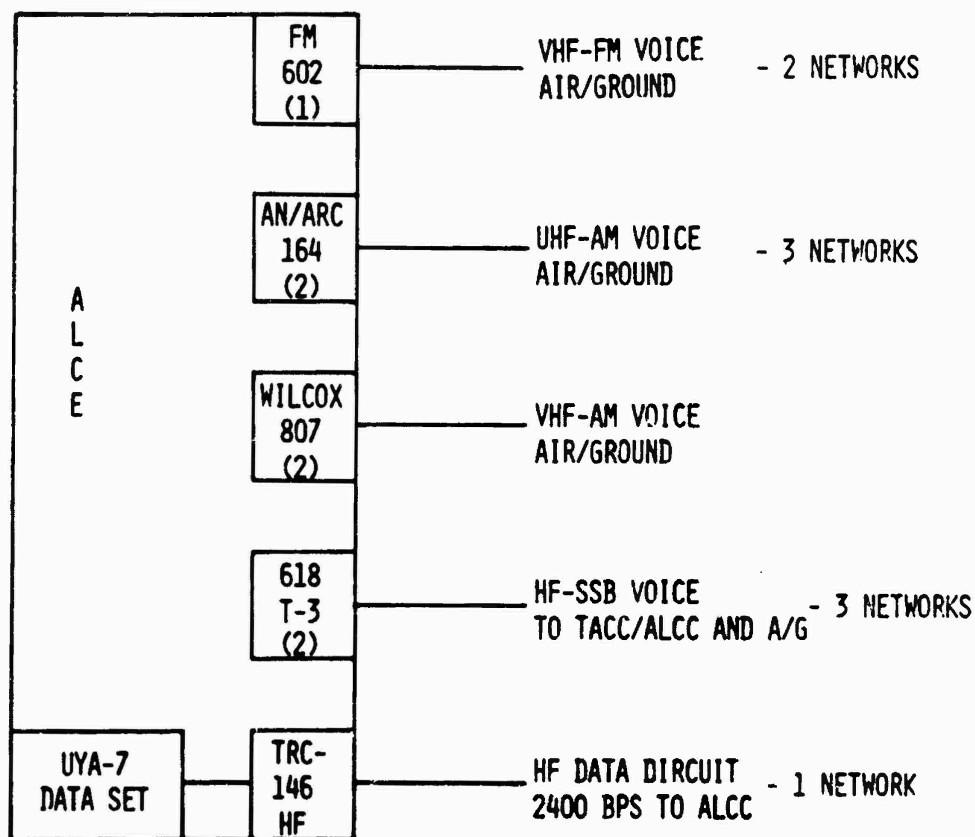 FM
602
(1)
VHF-FM VOICE
AIR/GROUND
- 2 NETWORKS
AN/ARC
164
(2)
UHF-AM VOICE
AIR/GROUND
- 3 NETWORKS
A
L
C
E
WILCOX
807
(2)
VHF-AM VOICE
AIR/GROUND
618
T-3
(2)
HF-SSB VOICE
TO TACC/ALCC AND A/G
- 3 NETWORKS
UYA-7
DATA SET
TRC-
146
HF
HF DATA DIRCUIT
2400 BPS TO ALCC
- 1 NETWORK